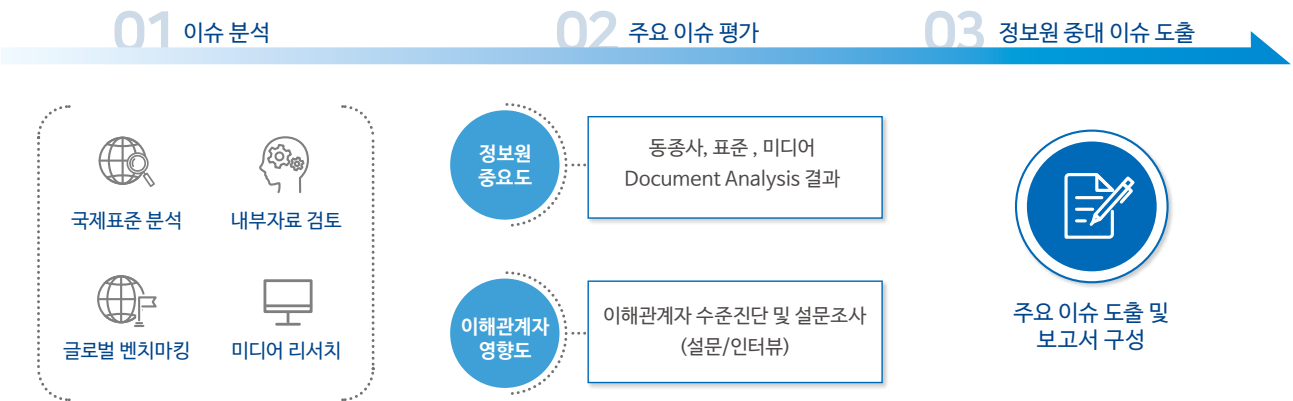 01 이슈 분석
02 주요 이슈 평가
03 정보원 중대 이슈 도출
국제표준 분석
내부자료 검토
글로벌 벤치마킹
미디어 리서치
정보원
중요도
동종사, 표준 , 미디어
Document Analysis 결과
이해관계자
영향도
이해관계자 수준진단 및 설문조사
(설문/인터뷰)
주요 이슈 도출 및
보고서 구성